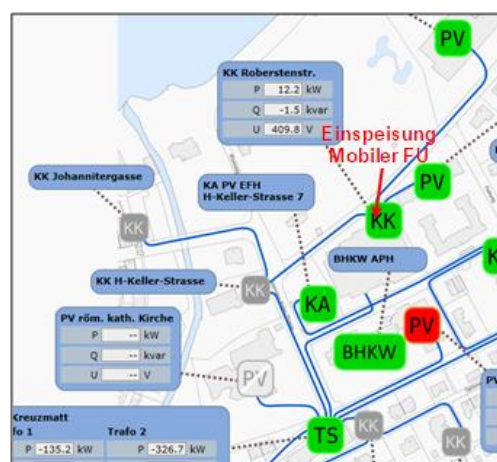 PV
KK Roberstenstr.
P 12.2 kW
Q -1.5 kvar
U 409.8 V
Einspeisung
Mobiler FU
PV
KK Johannitergasse
KA PV EFH
H-Keller-Strasse 7
KK
KK
BHKW APH
KK H-Keller-Strasse
KK
KA
PV röm. kath. Kirche
P -- kW
Q -- kvar
U -- V
PV
BHKW
PV
PV
Kreuzmatt
fo 1 Trafo 2
P -135.2 kW P -326.7 kW
TS
KK
KK